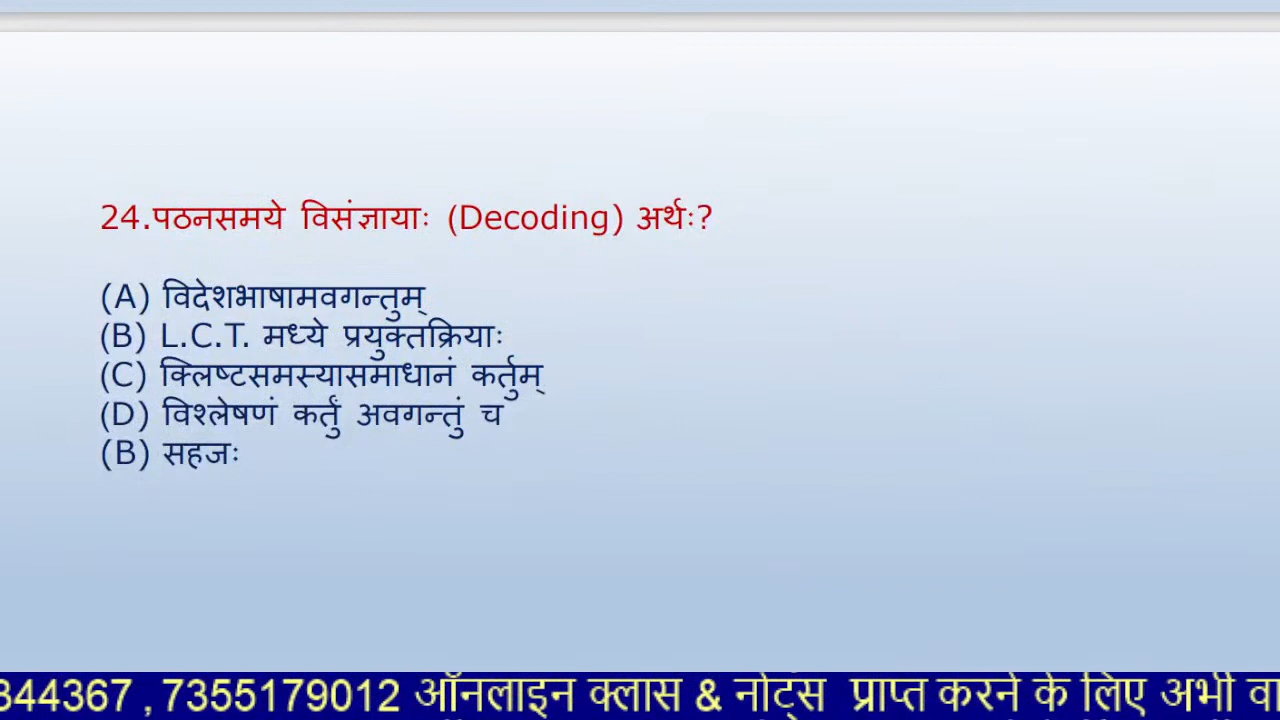 24.पठनसमये विसंज्ञायाः (Decoding) अर्थः?
(A) विदेशभाषामवगन्तुम्
(B) L.C.T. मध्ये प्रयुक्तक्रियाः
(C) क्लिष्टसमस्यासमाधानं कर्तुम्
(D) विश्लेषणं कर्तुं अवगन्तुं च
(B) सहजः
844367 , 7355179012 ऑनलाइन क्लास & नोट्स प्राप्त करने के लिए अभी वा